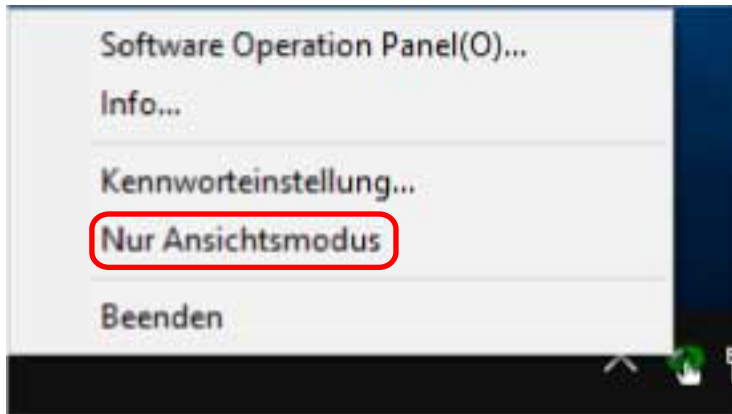 Software Operation Panel(O)...
Info...
Kennworteinstellung...
Nur Ansichtsmodus
Beenden